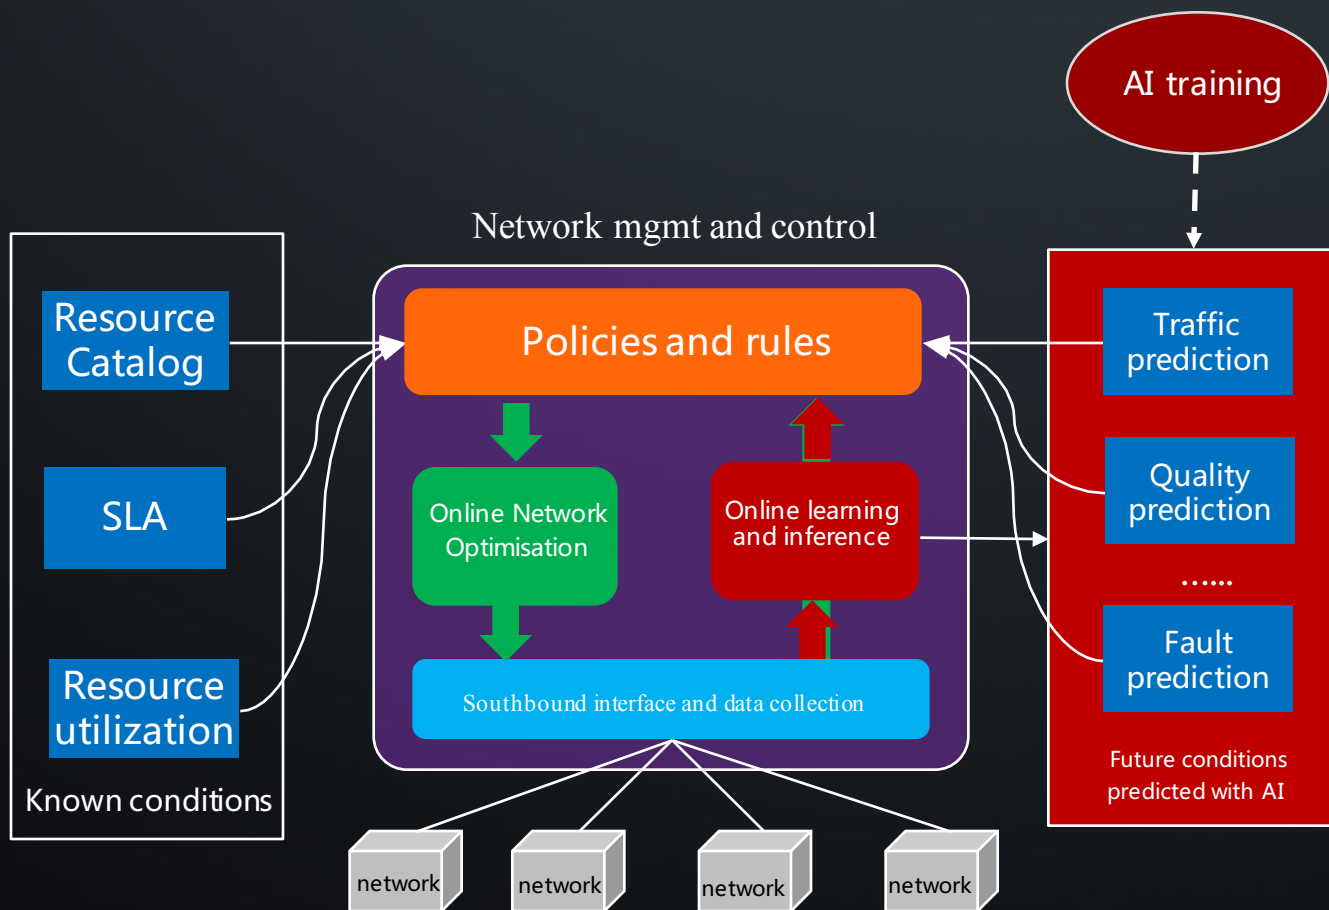 AI training
Network mgmt and control
Resource
Catalog
SLA
Resource
utilization
Known conditions
Policies and rules
Online Network
Optimisation
Online learning
and inference
Southbound interface and data collection
Traffic
prediction
Quality
prediction
…...
Fault
prediction
Future conditions
predicted with AI
network
network
network
network